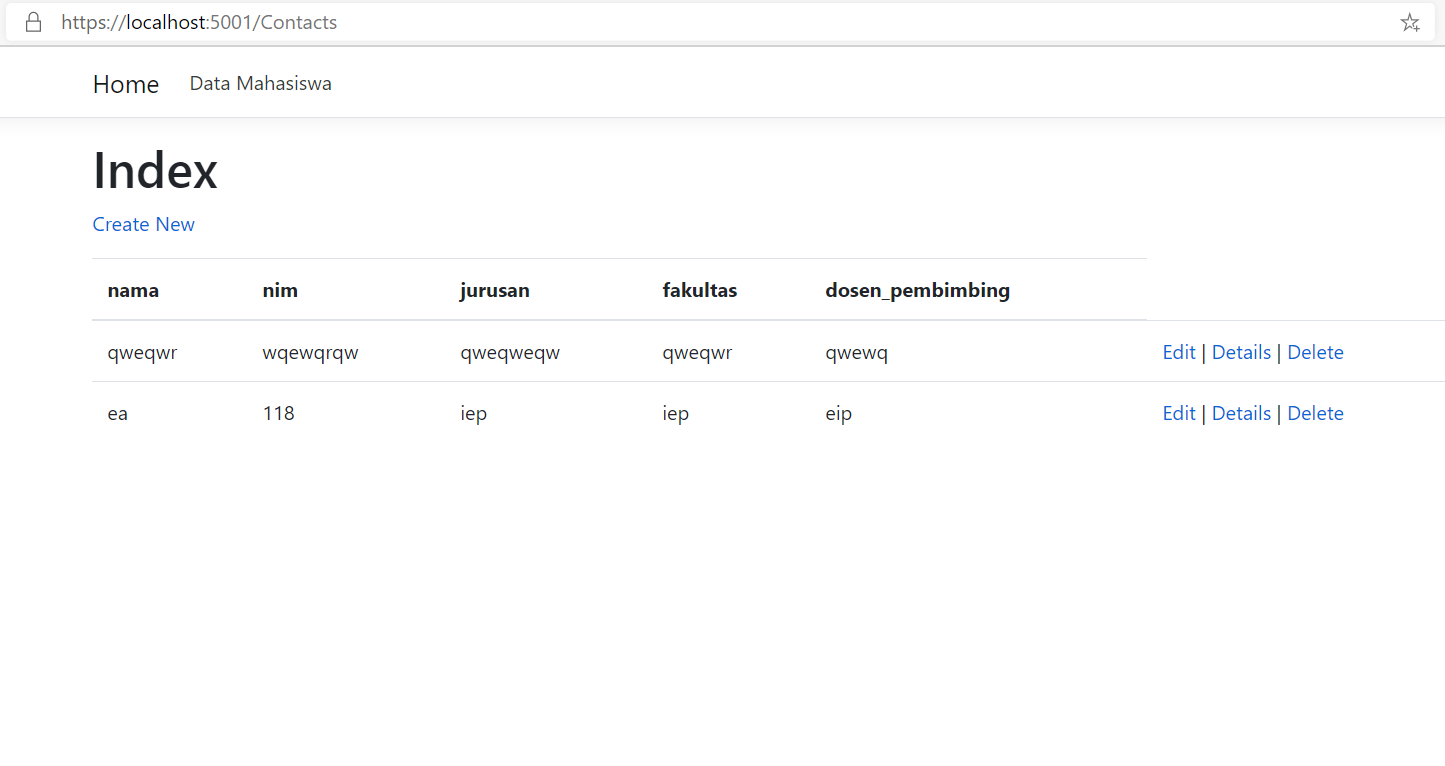 https://localhost:5001/Contacts
Home Data Mahasiswa
Index
Create New
nama nim jurusan fakultas dosen_pembimbing
qweqwr wqewqrqw qweqweqw qweqwr qwewq Edit | Details | Delete
ea 118 iep iep eip Edit | Details | Delete